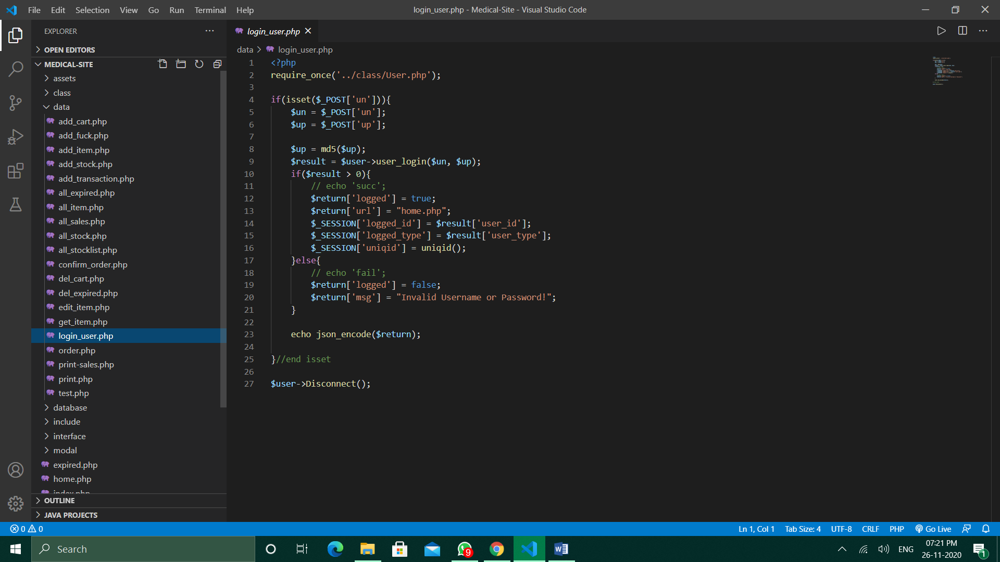 File Edit Selection View Go Run Terminal Help
login_user.php - Medical-Site - Visual Studio Code
EXPLORER
OPEN EDITORS
MEDICAL-SITE
assets
class
data
add_cart.php
add_fuck.php
add_item.php
add_stock.php
add_transaction.php
all_expired.php
all_item.php
all_sales.php
all_stock.php
all_stocklist.php
confirm_order.php
del_cart.php
del_expired.php
edit_item.php
get_item.php
login_user.php
order.php
print-sales.php
print.php
test.php
database
include
interface
modal
expired.php
home.php
index.php
OUTLINE
JAVA PROJECTS
login_user.php
data > login_user.php
1 <?php
2 require_once('../class/User.php');
3
4 if(isset($_POST['un'])){
5 $un = $_POST['un'];
6 $up = $_POST['up'];
7
8 $up = md5($up);
9 $result = $user->user_login($un, $up);
10 if($result > 0){
11 // echo 'succ';
12 $return['logged'] = true;
13 $return['url'] = "home.php";
14 $_SESSION['logged_id'] = $result['user_id'];
15 $_SESSION['logged_type'] = $result['user_type'];
16 $_SESSION['uniqid'] = uniqid();
17 }else{
18 // echo 'fail';
19 $return['logged'] = false;
20 $return['msg'] = "Invalid Username or Password!";
21 }
22
23 echo json_encode($return);
24
25 }//end isset
26
27 $user->Disconnect();
0 0
Ln 1, Col 1 Tab Size: 4 UTF-8 CRLF PHP Go Live
Search
9
ENG
07:21 PM
26-11-2020
1